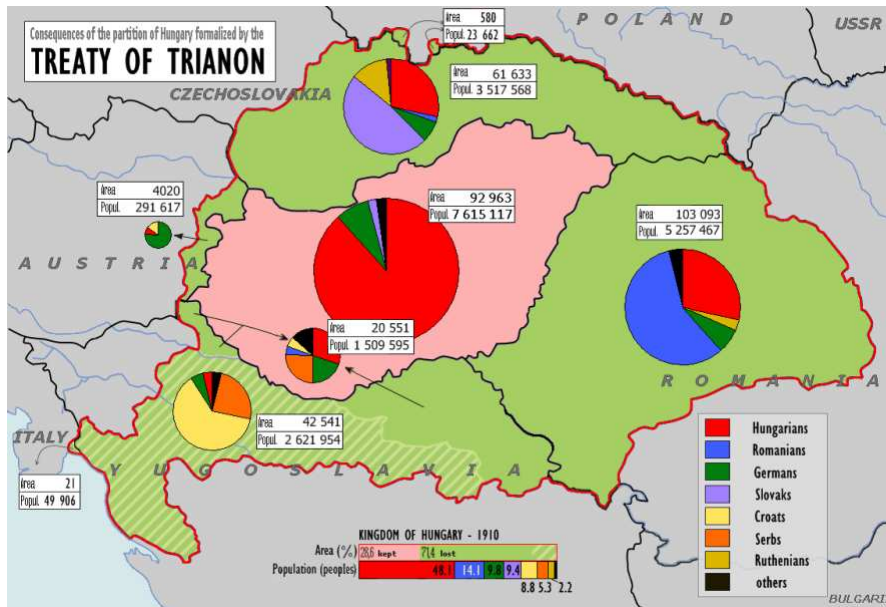 Consequences of the partition of Hungary formalized by the
TREATY OF TRIANON
Area 580
Popul. 23 662
POLAND
USSR
Area 61 633
Popul. 3 517 568
CZECHOSLOVAKIA
Area 4020
Popul. 291 617
Area 92 963
Popul. 7 615 117
Area 103 093
Popul. 5 257 467
AUSTRIA
Area 20 551
Popul. 1 509 595
ROMANIA
Area 42 541
Popul. 2 621 954
ITALY
YUGOSLAVIA
Area 21
Popul. 49 906
Hungarians
Romanians
Germans
Slovaks
Croats
Serbs
Ruthenians
others
KINGDOM OF HUNGARY - 1910
Area (%) 28,6 kept 71,4 lost
Population (peoples) 48.1 14.1 9.8 9.4
8.8 5.3 2.2
BULGARI